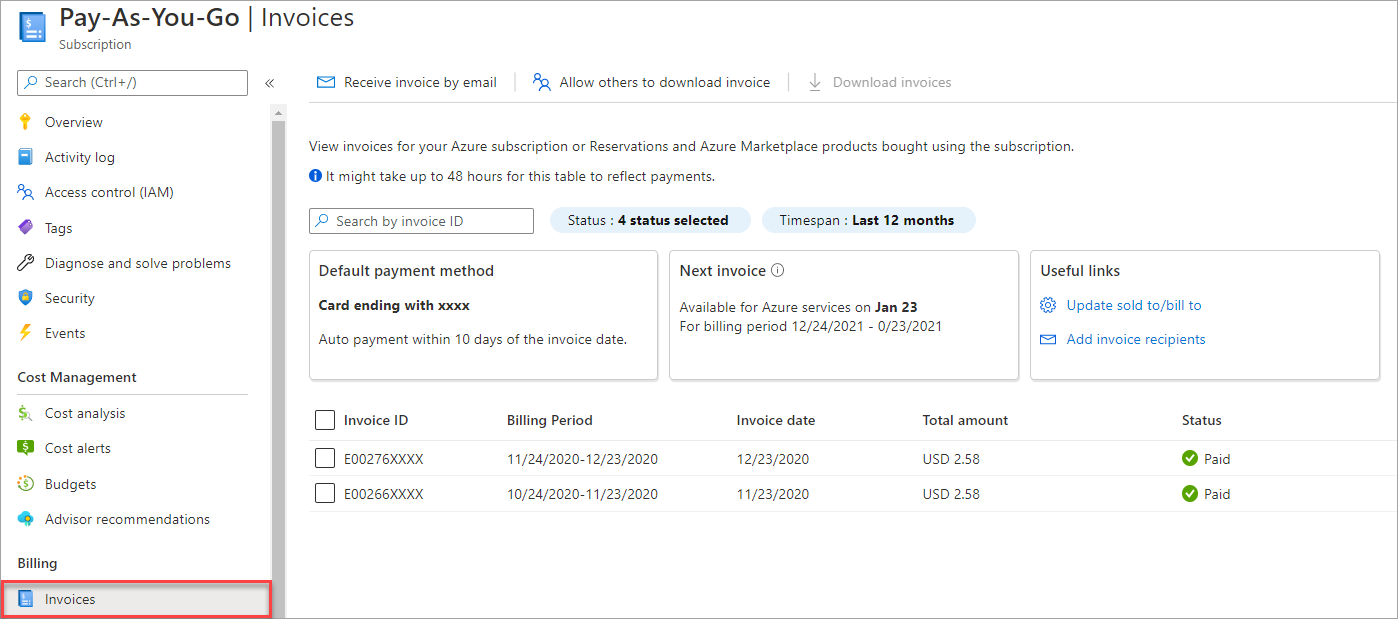 Pay-As-You-Go | Invoices
Subscription
Search (Ctrl+/)
«
Overview
Activity log
Access control (IAM)
Tags
Diagnose and solve problems
Security
Events
Cost Management
Cost analysis
Cost alerts
Budgets
Advisor recommendations
Billing
Invoices
Receive invoice by email
Allow others to download invoice
Download invoices
View invoices for your Azure subscription or Reservations and Azure Marketplace products bought using the subscription.
It might take up to 48 hours for this table to reflect payments.
Search by invoice ID
Status : 4 status selected
Timespan : Last 12 months
Default payment method
Card ending with xxxx
Auto payment within 10 days of the invoice date.
Next invoice
Available for Azure services on Jan 23
For billing period 12/24/2021 - 0/23/2021
Useful links
Update sold to/bill to
Add invoice recipients
Invoice ID Billing Period Invoice date Total amount Status
E00276XXXX 11/24/2020-12/23/2020 12/23/2020 USD 2.58 Paid
E00266XXXX 10/24/2020-11/23/2020 11/23/2020 USD 2.58 Paid